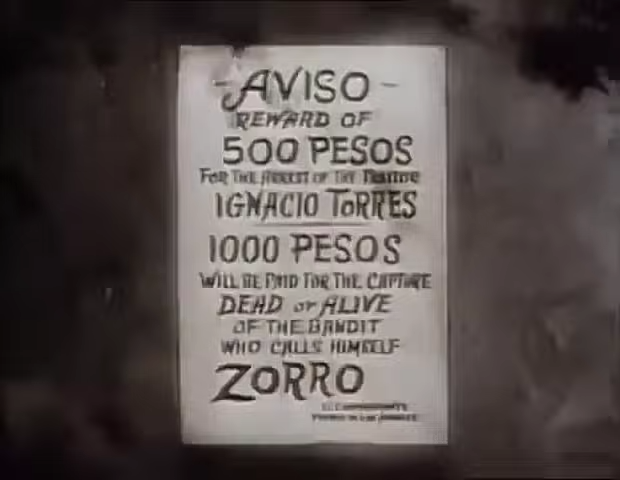 - AVISO -
REWARD OF
500 PESOS
FOR THE ARREST OF THE TRAITOR
IGNACIO TORRES
1000 PESOS
WILL BE PAID FOR THE CAPTURE
DEAD or ALIVE
OF THE BANDIT
WHO CALLS HIMSELF
ZORRO